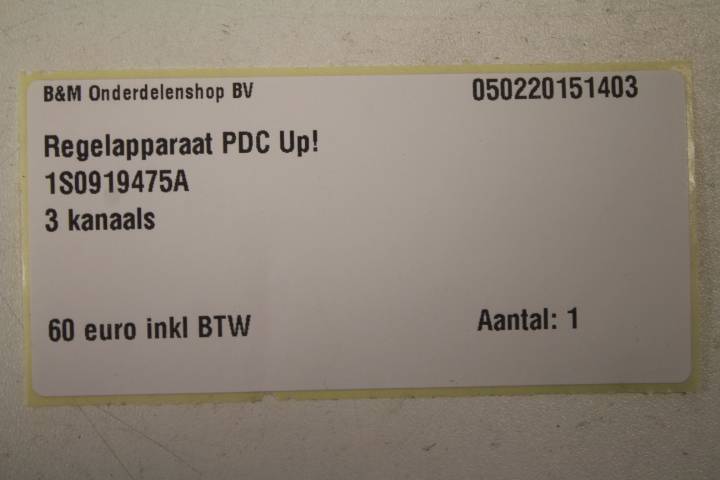 B&M Onderdelenshop BV 050220151403
Regelapparaat PDC Up!
1S0919475A
3 kanaals
60 euro inkl BTW Aantal: 1